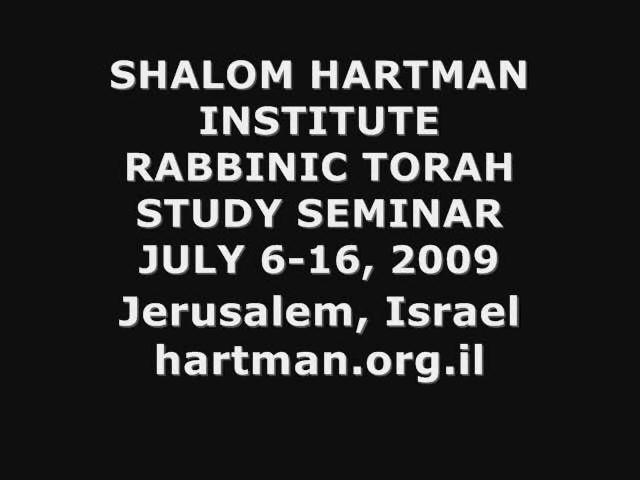 SHALOM HARTMAN
INSTITUTE
RABBINIC TORAH
STUDY SEMINAR
JULY 6-16, 2009
Jerusalem, Israel
hartman.org.il